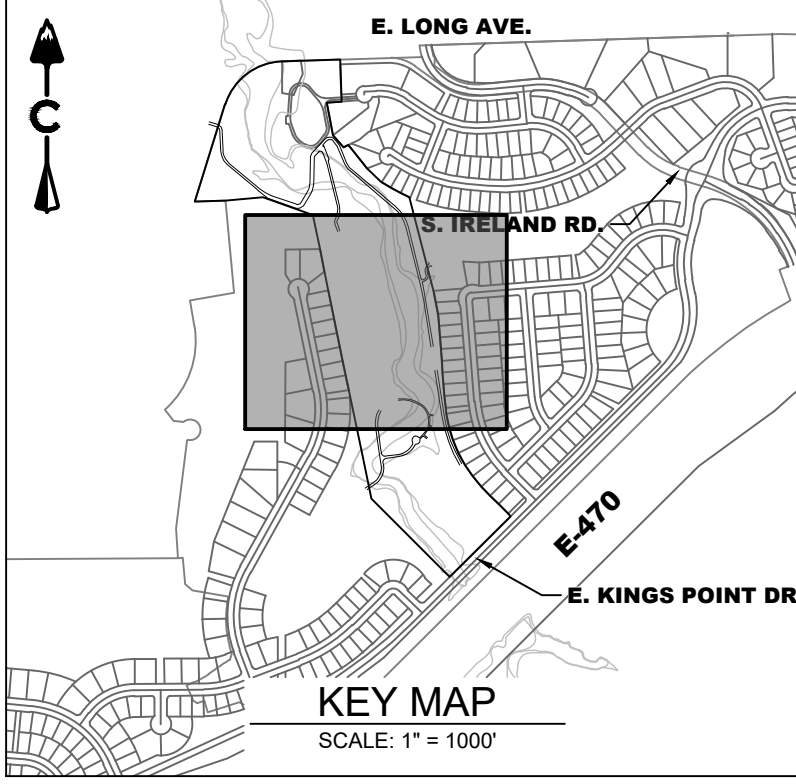 E. LONG AVE.
C
S. IRELAND RD.
E-470
E. KINGS POINT DR
KEY MAP
SCALE: 1" = 1000'